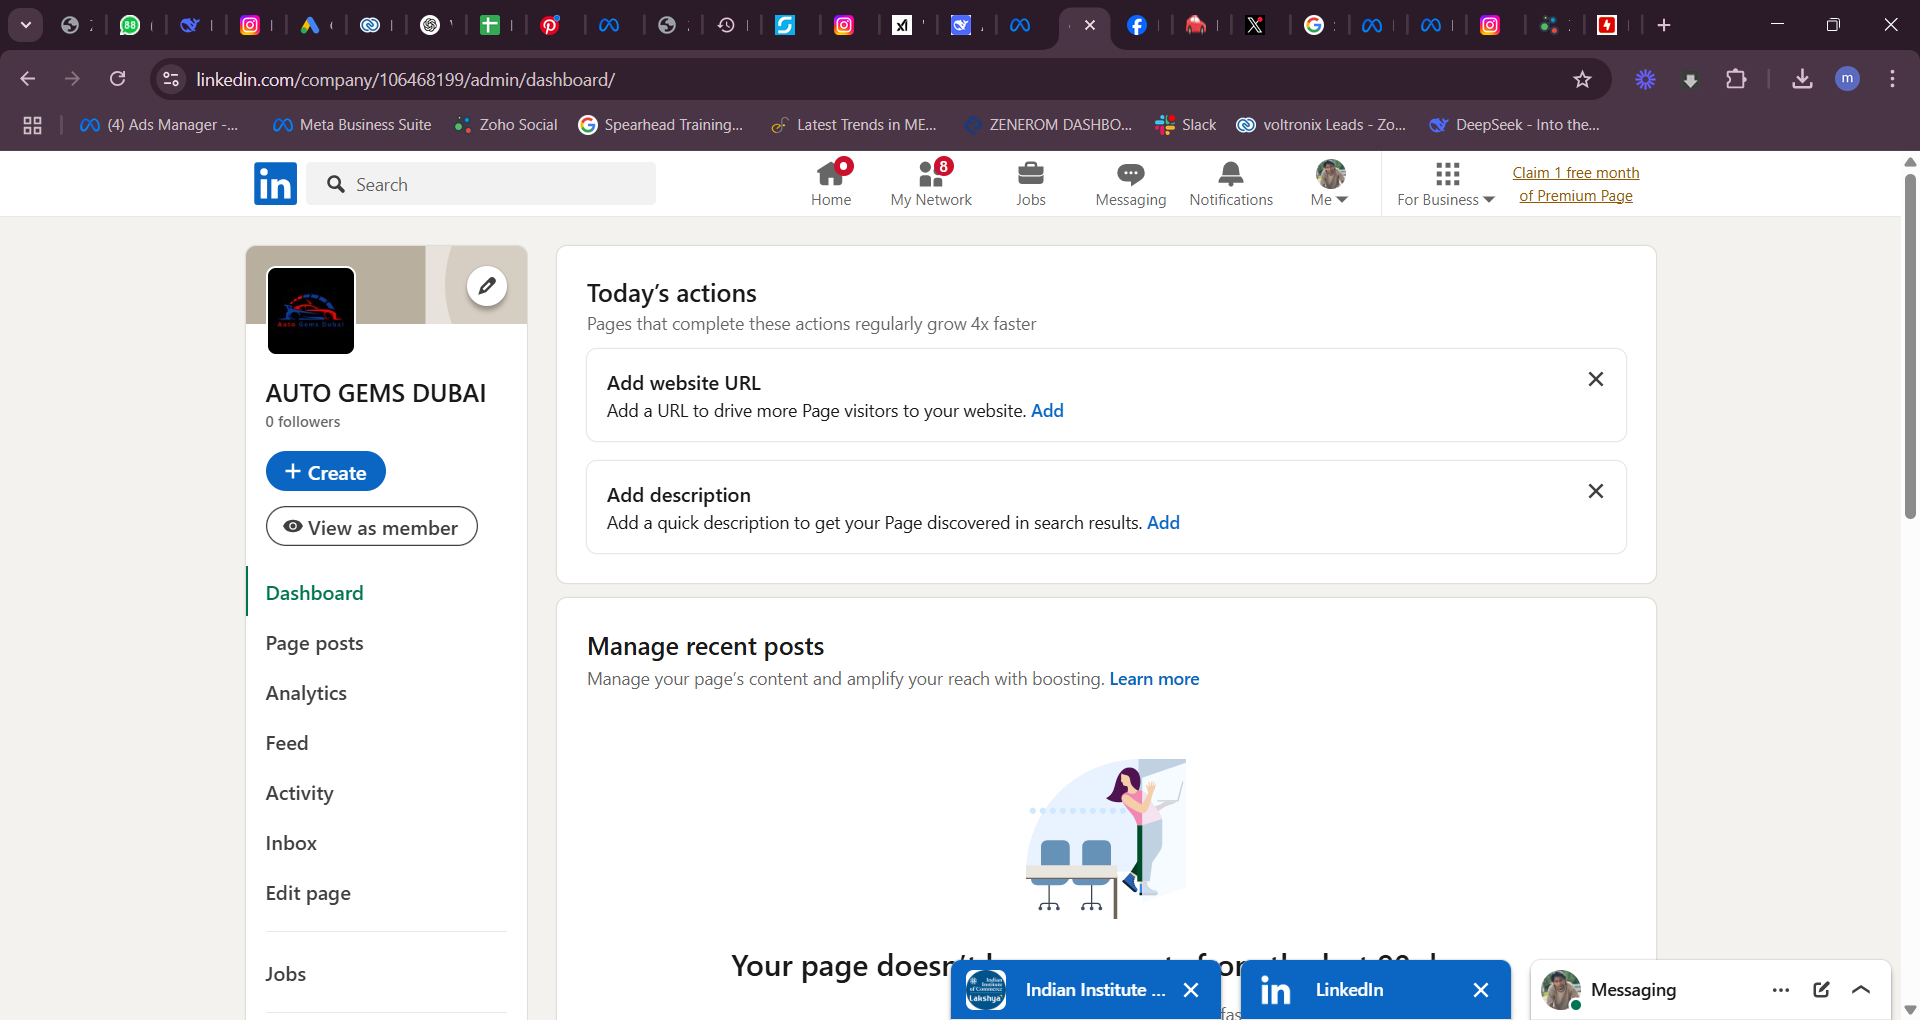 linkedin.com/company/106468199/admin/dashboard/
m
(4) Ads Manager -...
Meta Business Suite
Zoho Social
Spearhead Training...
Latest Trends in ME...
ZENEROM DASHBO...
Slack
voltronix Leads - Zo...
DeepSeek - Into the...
in
Search
Home
8
My Network
Jobs
Messaging
Notifications
Me
For Business
Claim 1 free month
of Premium Page
Auto Gems Dubai
AUTO GEMS DUBAI
0 followers
+ Create
View as member
Dashboard
Page posts
Analytics
Feed
Activity
Inbox
Edit page
Jobs
Today's actions
Pages that complete these actions regularly grow 4x faster
Add website URL
Add a URL to drive more Page visitors to your website. Add
Add description
Add a quick description to get your Page discovered in search results. Add
Manage recent posts
Manage your page's content and amplify your reach with boosting. Learn more
Your page doesn't
Indian Institute ...
in LinkedIn
Messaging